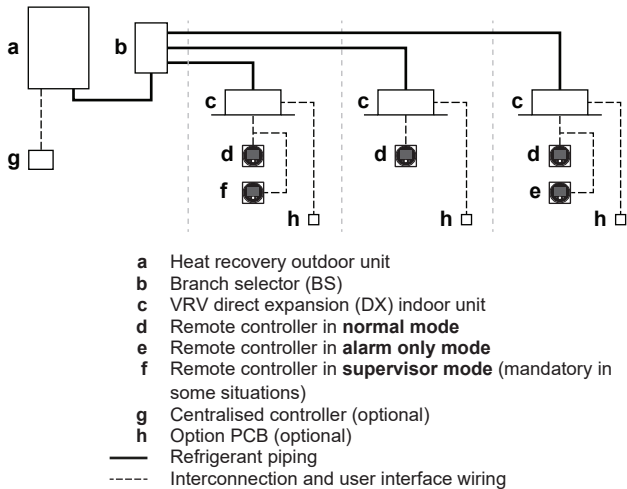 a
b
c
c
c
g
d
d
d
f
e
h
h
h
a Heat recovery outdoor unit
b Branch selector (BS)
c VRV direct expansion (DX) indoor unit
d Remote controller in normal mode
e Remote controller in alarm only mode
f Remote controller in supervisor mode (mandatory in
some situations)
g Centralised controller (optional)
h Option PCB (optional)
Refrigerant piping
Interconnection and user interface wiring